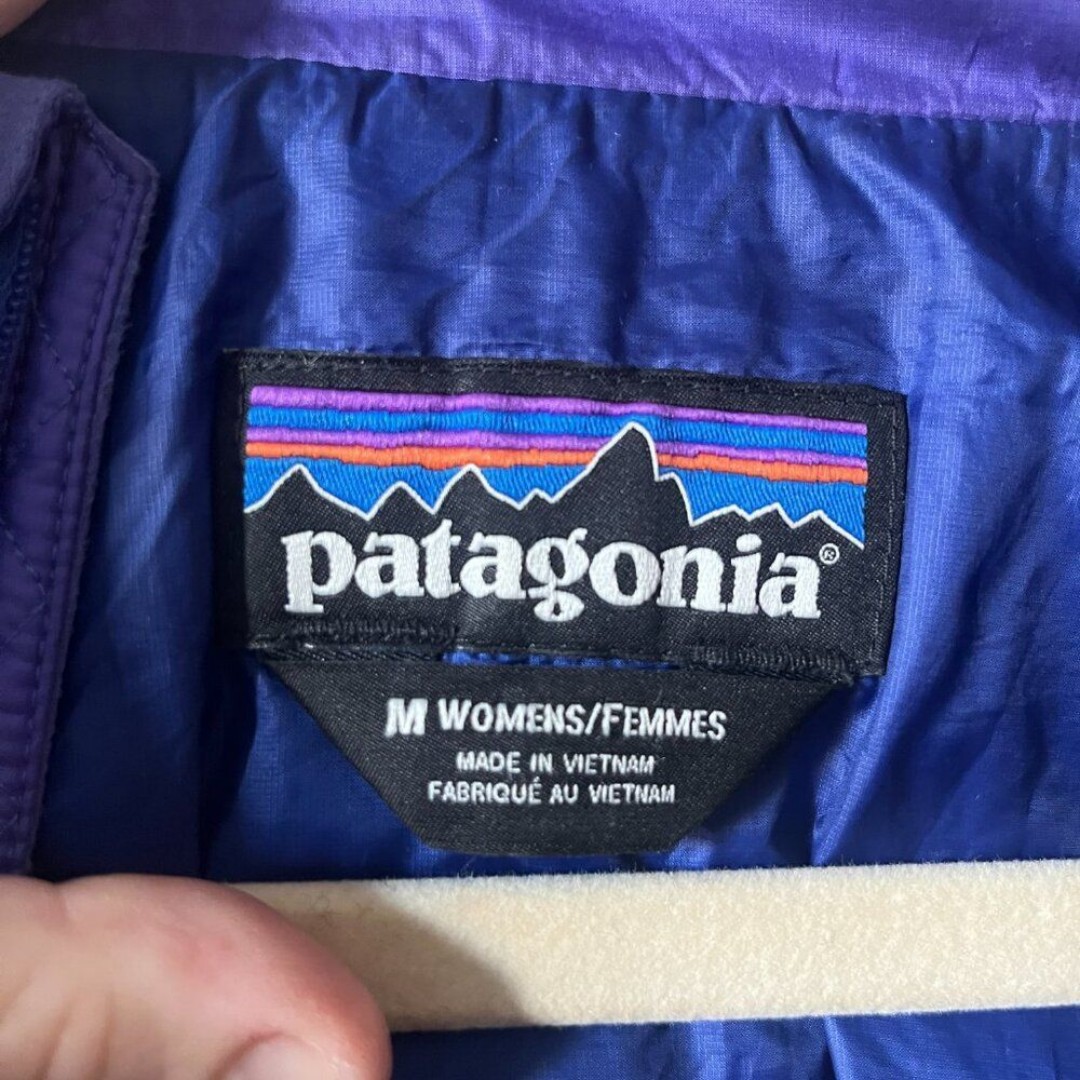 patagonia®
M WOMENS/FEMMES
MADE IN VIETNAM
FABRIQUÉ AU VIETNAM